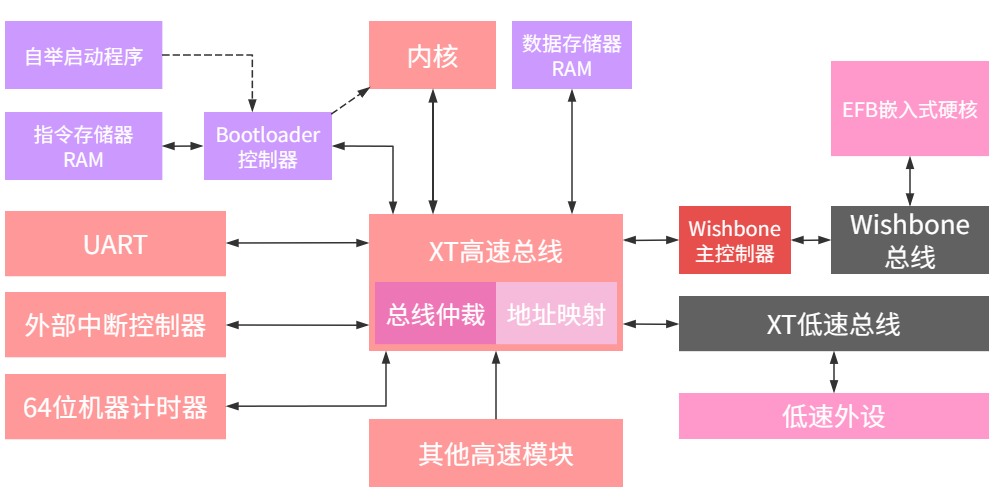 自举启动程序
内核
数据存储器
RAM
EFB嵌入式硬核
指令存储器
RAM
Bootloader
控制器
UART
XT高速总线
Wishbone
主控制器
Wishbone
总线
外部中断控制器
总线仲裁
地址映射
XT低速总线
64位机器计时器
其他高速模块
低速外设